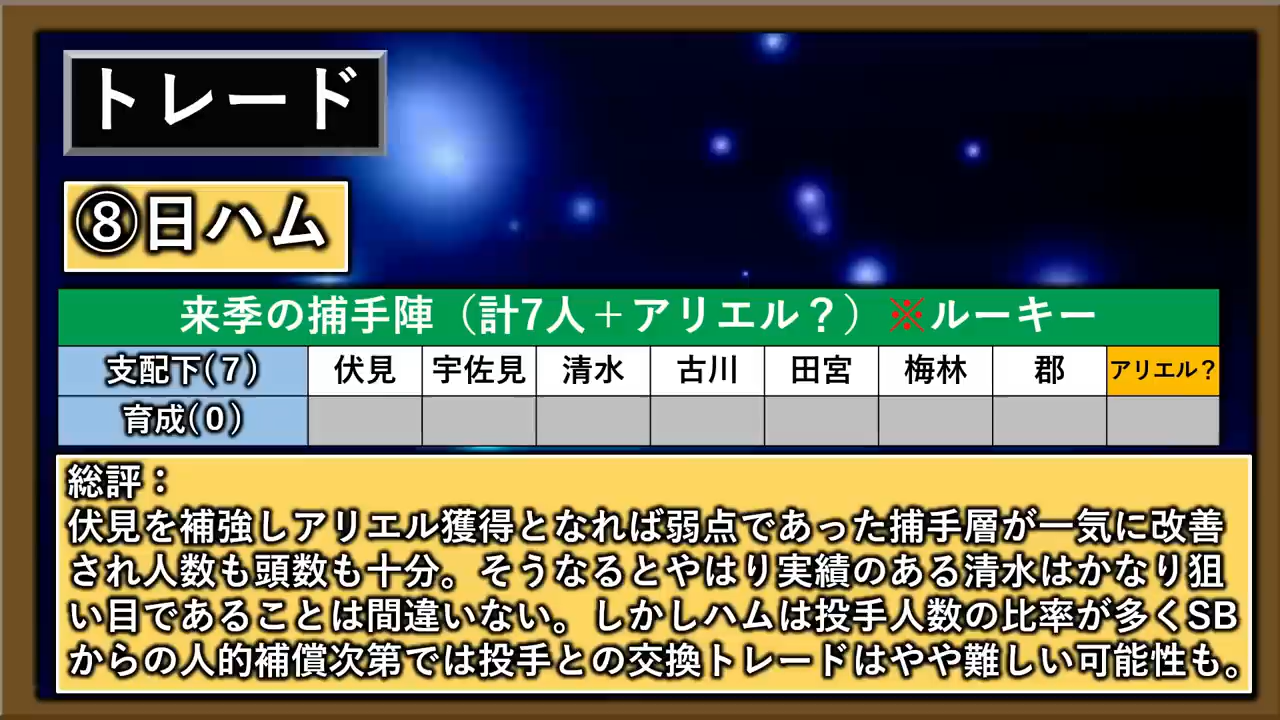 トレード
⑧日ハム
来季の捕手陣（計7人＋アリエル？）※ルーキー
支配下(７) 伏見 宇佐見 清水 古川 田宮 梅林 郡 アリエル？
育成(０)
総評：
伏見を補強しアリエル獲得となれば弱点であった捕手層が一気に改善
され人数も頭数も十分。そうなるとやはり実績のある清水はかなり狙
い目であることは間違いない。しかしハムは投手人数の比率が多くSB
からの人的補償次第では投手との交換トレードはやや難しい可能性も。